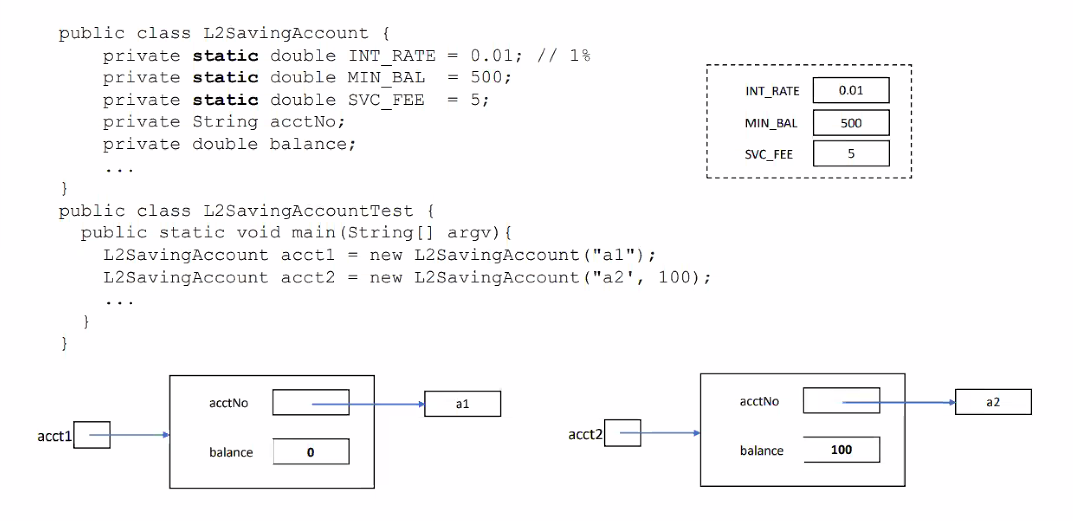 public class L2SavingAccount {
private static double INT_RATE = 0.01; // 1%
private static double MIN_BAL = 500;
private static double SVC_FEE = 5;
private String acctNo;
private double balance;
...
}
public class L2SavingAccountTest {
public static void main(String[] argv){
L2SavingAccount acct1 = new L2SavingAccount("a1");
L2SavingAccount acct2 = new L2SavingAccount("a2', 100);
...
}
}
INT_RATE 0.01
MIN_BAL 500
SVC_FEE 5
acct1
acctNo a1
balance 0
acct2
acctNo a2
balance 100